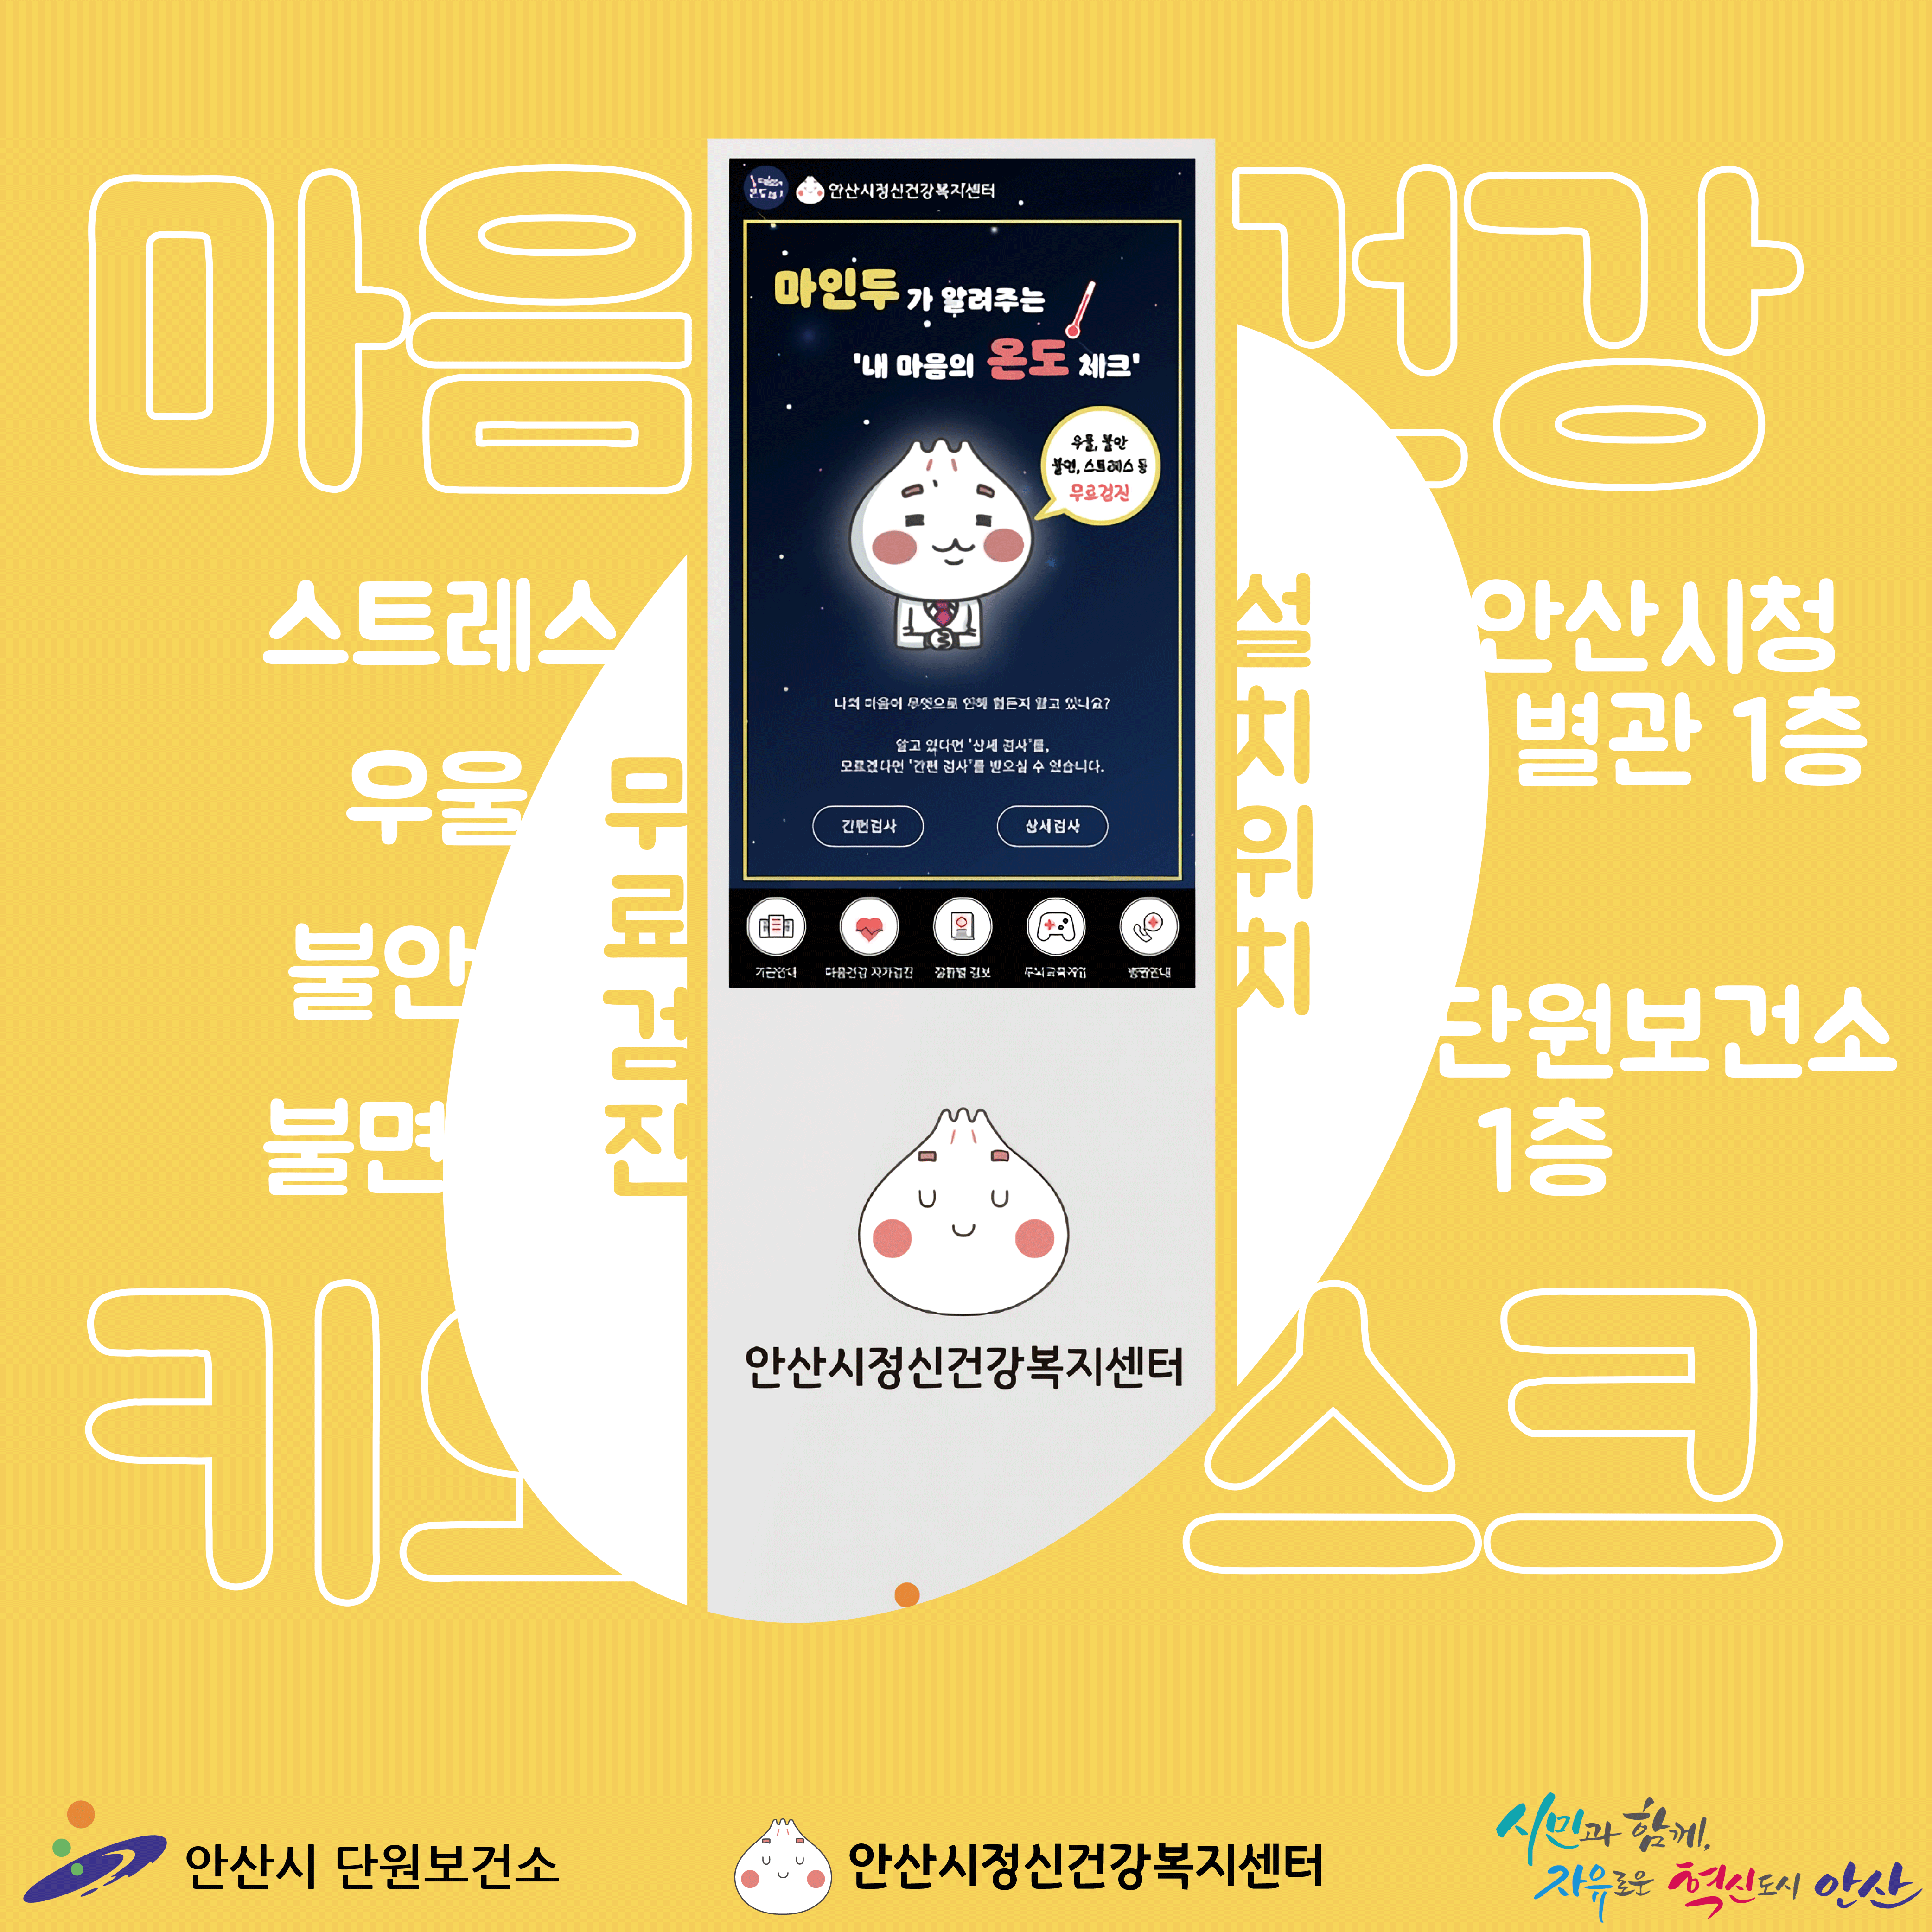 마음 건강
안산시정신건강복지센터
마인두가 알려주는
'내 마음의 온도 체크'
우울, 불안
불면, 스트레스 등
무료검진
나의 마음이 무엇으로 인해 힘든지 알고 있나요?
알고 있다면 '상세 검사'를,
모르겠다면 '간편 검사'를 받으실 수 있습니다.
간편검사
상세검사
기관안내
마음건강 자가검진
질환별 정보
병원안내
스트레스
우울
불안
불면
무료검진
설치위치
안산시청
별관 1층
단원보건소
1층
안산시정신건강복지센터
키오스크
안산시 단원보건소
안산시정신건강복지센터
시민과 함께,
자유로운 혁신도시 안산